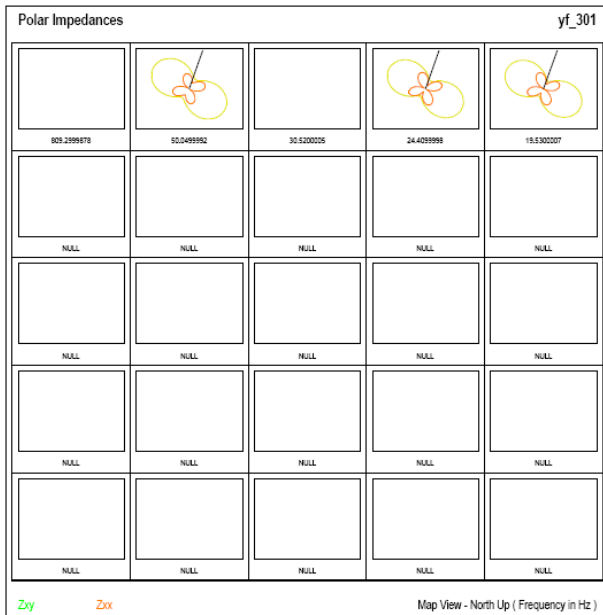 Polar Impedances yf_301
809.2999878 50.0499992 30.5200005 24.4099998 19.5300007
NULL NULL NULL NULL NULL
NULL NULL NULL NULL NULL
NULL NULL NULL NULL NULL
NULL NULL NULL NULL NULL
Zxy Zxx Map View - North Up ( Frequency in Hz )